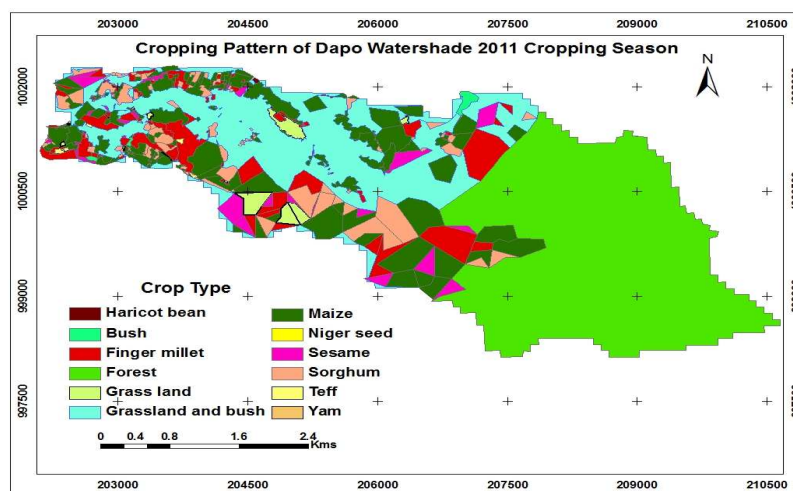 203000 204500 206000 207500 209000 210500
Cropping Pattern of Dapo Watershade 2011 Cropping Season
N
1002000
1000500
999000
997500
Crop Type
Haricot bean
Bush
Finger millet
Forest
Grass land
Grassland and bush
Maize
Niger seed
Sesame
Sorghum
Teff
Yam
0 0.4 0.8 1.6 2.4
Kms
203000 204500 206000 207500 209000 210500